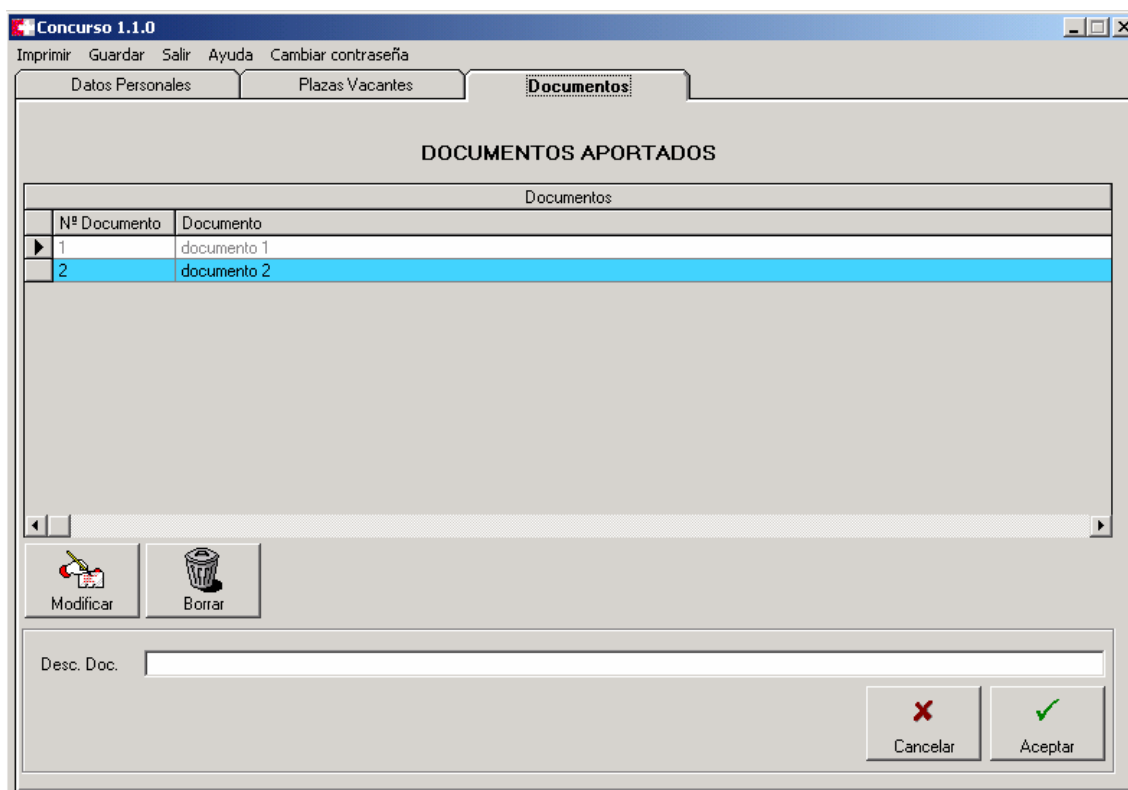 Concurso 1.1.0
Imprimir Guardar Salir Ayuda Cambiar contraseña
Datos Personales Plazas Vacantes Documentos
DOCUMENTOS APORTADOS
Documentos
Nº Documento Documento
1 documento 1
2 documento 2
Modificar Borrar
Desc. Doc.
Cancelar Aceptar